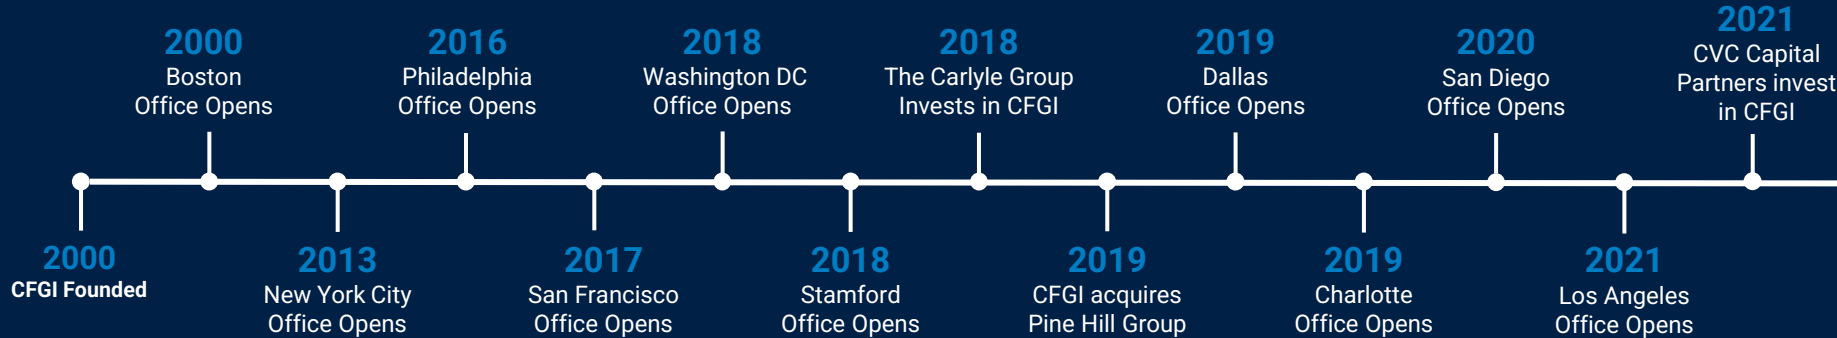 2000
CFGI Founded
2000
Boston
Office Opens
2013
New York City
Office Opens
2016
Philadelphia
Office Opens
2017
San Francisco
Office Opens
2018
Washington DC
Office Opens
2018
Stamford
Office Opens
2018
The Carlyle Group
Invests in CFGI
2019
CFGI acquires
Pine Hill Group
2019
Dallas
Office Opens
2019
Charlotte
Office Opens
2020
San Diego
Office Opens
2021
Los Angeles
Office Opens
2021
CVC Capital
Partners invest
in CFGI